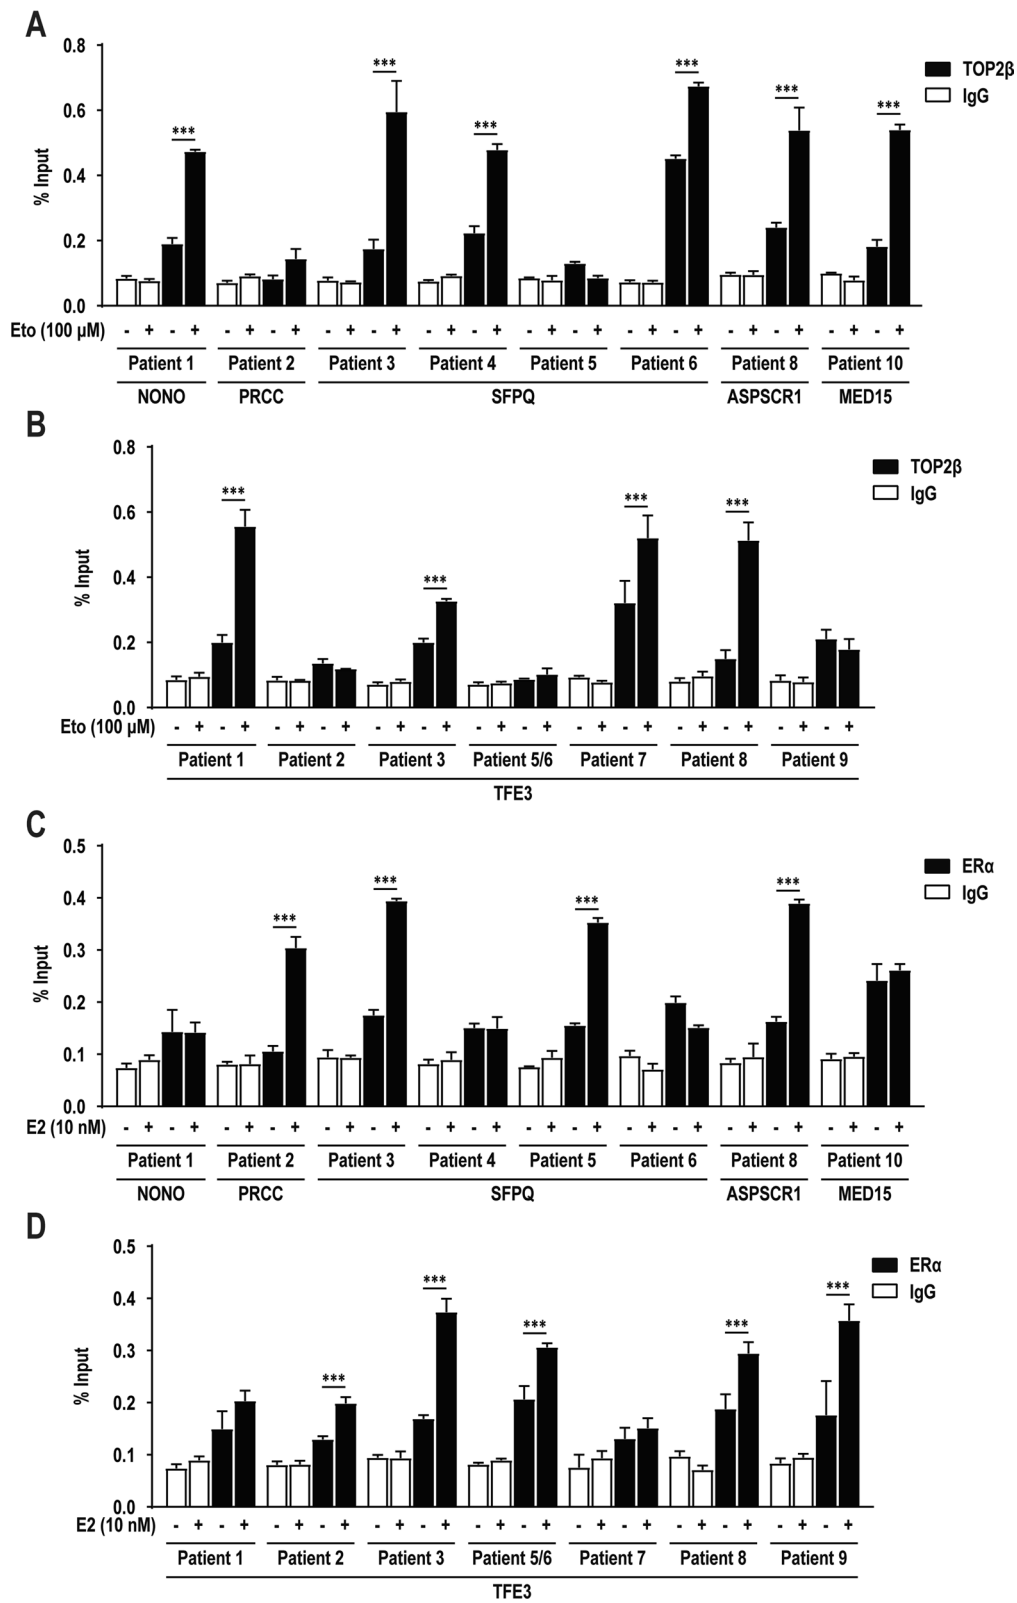 A
0.8
0.6
0.4
0.2
0.0
% Input
*** *** *** *** *** ***
TOP2β
IgG
Eto (100 µM) - + - + - + - + - + - + - + - + - + - + - + - + - + - + - + - +
Patient 1 Patient 2 Patient 3 Patient 4 Patient 5 Patient 6 Patient 8 Patient 10
NONO PRCC SFPQ ASPSCR1 MED15
B
0.8
0.6
0.4
0.2
0.0
% Input
*** *** *** ***
TOP2β
IgG
Eto (100 µM) - + - + - + - + - + - + - + - + - + - + - + - + - + - +
Patient 1 Patient 2 Patient 3 Patient 5/6 Patient 7 Patient 8 Patient 9
TFE3
C
0.5
0.4
0.3
0.2
0.1
0.0
% Input
*** *** *** ***
ERα
IgG
E2 (10 nM) - + - + - + - + - + - + - + - + - + - + - + - + - + - + - + - +
Patient 1 Patient 2 Patient 3 Patient 4 Patient 5 Patient 6 Patient 8 Patient 10
NONO PRCC SFPQ ASPSCR1 MED15
D
0.5
0.4
0.3
0.2
0.1
0.0
% Input
*** *** *** *** ***
ERα
IgG
E2 (10 nM) - + - + - + - + - + - + - + - + - + - + - + - + - + - +
Patient 1 Patient 2 Patient 3 Patient 5/6 Patient 7 Patient 8 Patient 9
TFE3